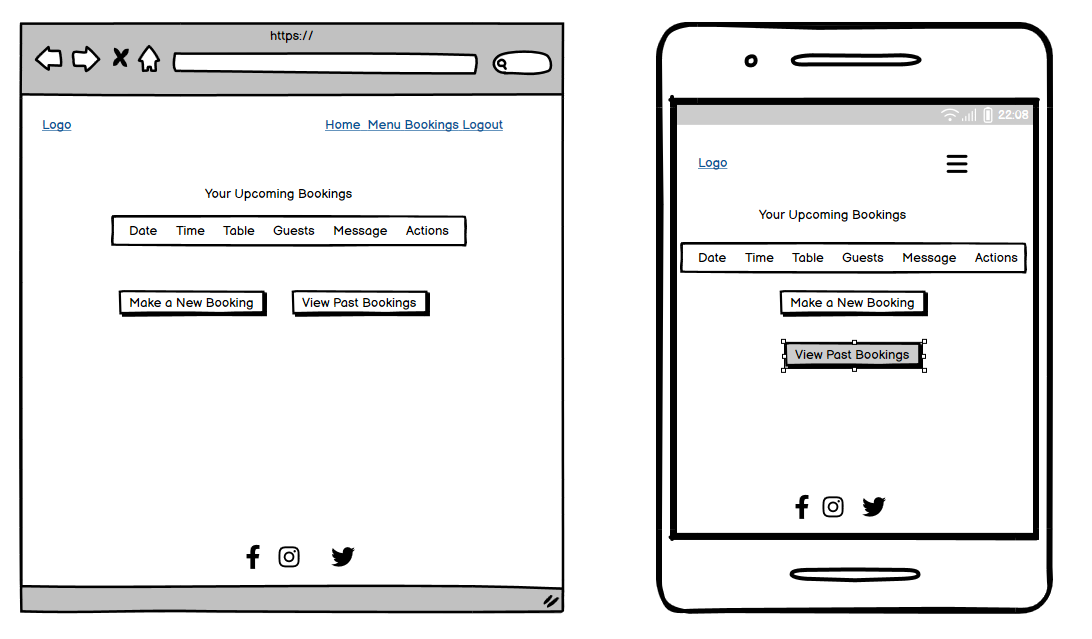 https://
Logo
Home Menu Bookings Logout
Your Upcoming Bookings
Date Time Table Guests Message Actions
Make a New Booking
View Past Bookings
22:08
Logo
Your Upcoming Bookings
Date Time Table Guests Message Actions
Make a New Booking
View Past Bookings